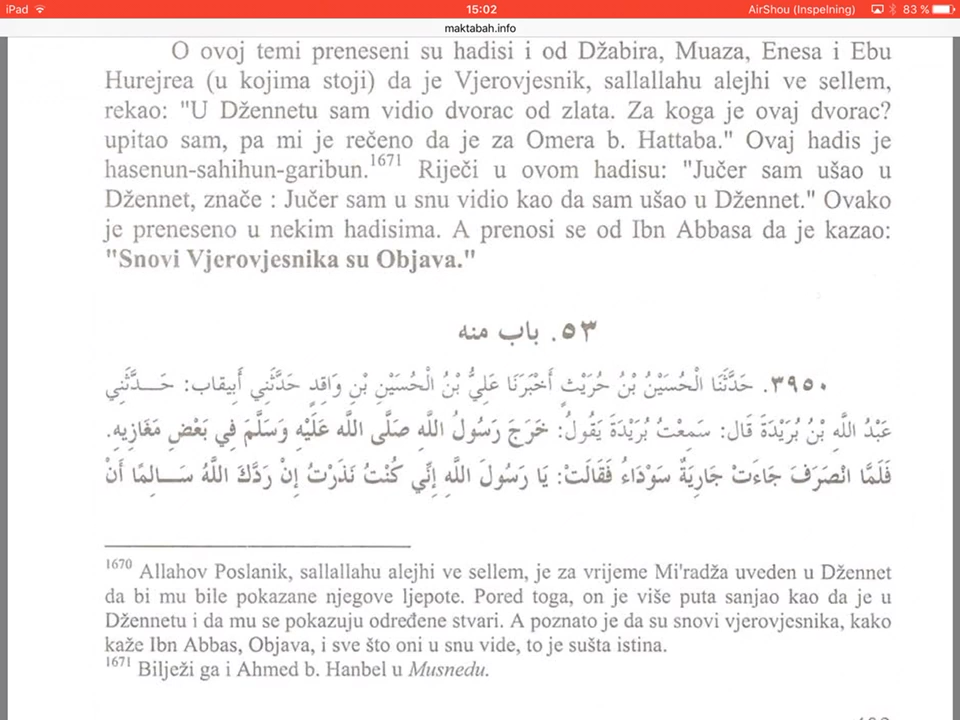 iPad 15:02 AirShou (Inspelning) 83 %
maktabah.info
O ovoj temi preneseni su hadisi i od Džabira, Muaza, Enesa i Ebu
Hurejrea (u kojima stoji) da je Vjerovjesnik, sallallahu alejhi ve sellem,
rekao: "U Džennetu sam vidio dvorac od zlata. Za koga je ovaj dvorac?
upitao sam, pa mi je rečeno da je za Omera b. Hattaba." Ovaj hadis je
hasenun-sahihun-garibun.1671 Riječi u ovom hadisu: "Jučer sam ušao u
Džennet, znače : Jučer sam u snu vidio kao da sam ušao u Džennet." Ovako
je preneseno u nekim hadisima. A prenosi se od Ibn Abbasa da je kazao:
"Snovi Vjerovjesnika su Objava."
٥٣. باب منه
٣٩٥٠. حَدَّثَنَا الْحُسَيْنُ بْنُ حُرَيْثٍ أَخْبَرَنَا عَلِيُّ بْنُ الْحُسَيْنِ بْنِ وَاقِدٍ حَدَّثَنِي أَبِيقاب: حَـــدَّثَنِي
عَبْدُ اللَّهِ بْنُ بُرَيْدَةَ قَال: سَمِعْتُ بُرَيْدَةَ يَقُولُ: خَرَجَ رَسُولُ اللَّهِ صَلَّى اللَّه عَلَيْهِ وَسَلَّمَ فِي بَعْضِ مَغَازِيهِ.
فَلَمَّا انْصَرَفَ جَاءَتْ جَارِيَةٌ سَوْدَاءُ فَقَالَتْ: يَا رَسُولَ اللَّهِ إِنِّي كُنْتُ نَذَرْتُ إِنْ رَدَّكَ اللَّهُ سَـــالِمًا أَنْ
1670 Allahov Poslanik, sallallahu alejhi ve sellem, je za vrijeme Mi'radža uveden u Džennet
da bi mu bile pokazane njegove ljepote. Pored toga, on je više puta sanjao kao da je u
Džennetu i da mu se pokazuju određene stvari. A poznato je da su snovi vjerovjesnika, kako
kaže Ibn Abbas, Objava, i sve što oni u snu vide, to je sušta istina.
1671 Bilježi ga i Ahmed b. Hanbel u Musnedu.